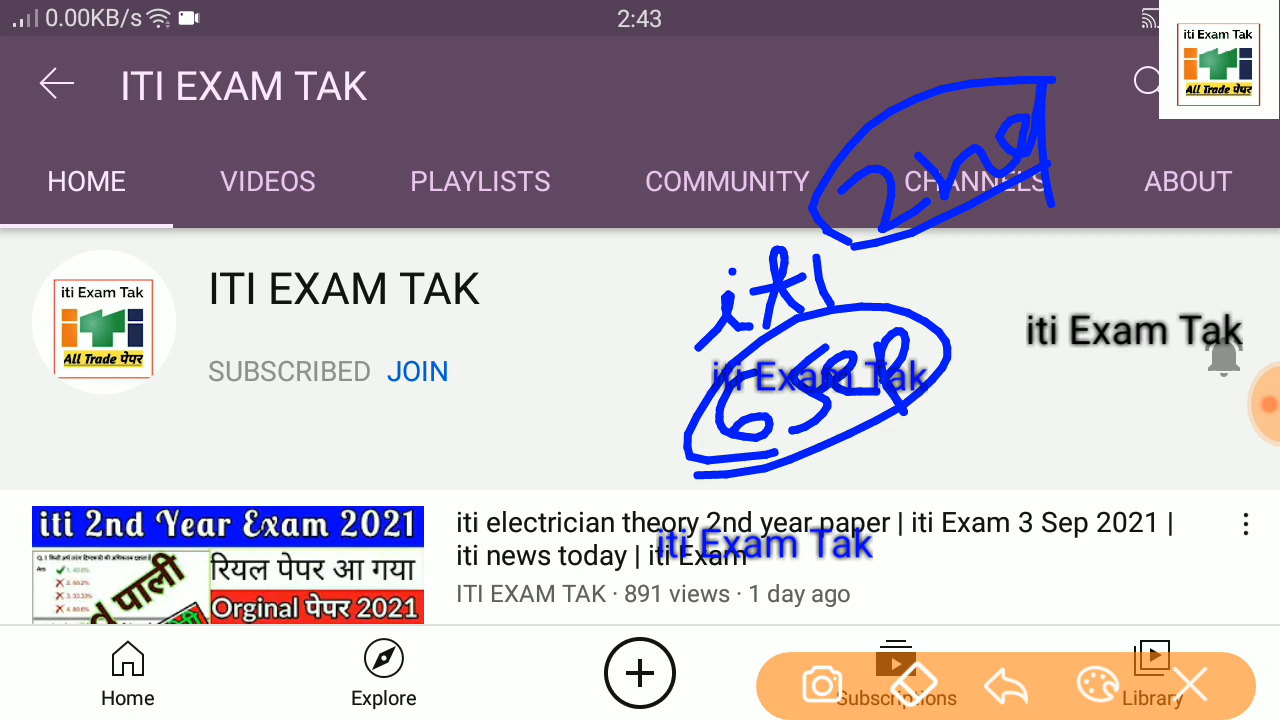 0.00KB/s 2:43
ITI EXAM TAK
iti Exam Tak
All Trade पेपर
HOME VIDEOS PLAYLISTS COMMUNITY CHANNELS ABOUT
2nd
iti Exam Tak
All Trade पेपर
ITI EXAM TAK
SUBSCRIBED JOIN
iti
6 Sep
iti Exam Tak
iti Exam Tak
iti 2nd Year Exam 2021
रियल पेपर आ गया
Orginal पेपर 2021
पाली
iti electrician theory 2nd year paper | iti Exam 3 Sep 2021 |
iti news today | iti Exam
iti Exam Tak
ITI EXAM TAK · 891 views · 1 day ago
Home Explore Subscriptions Library